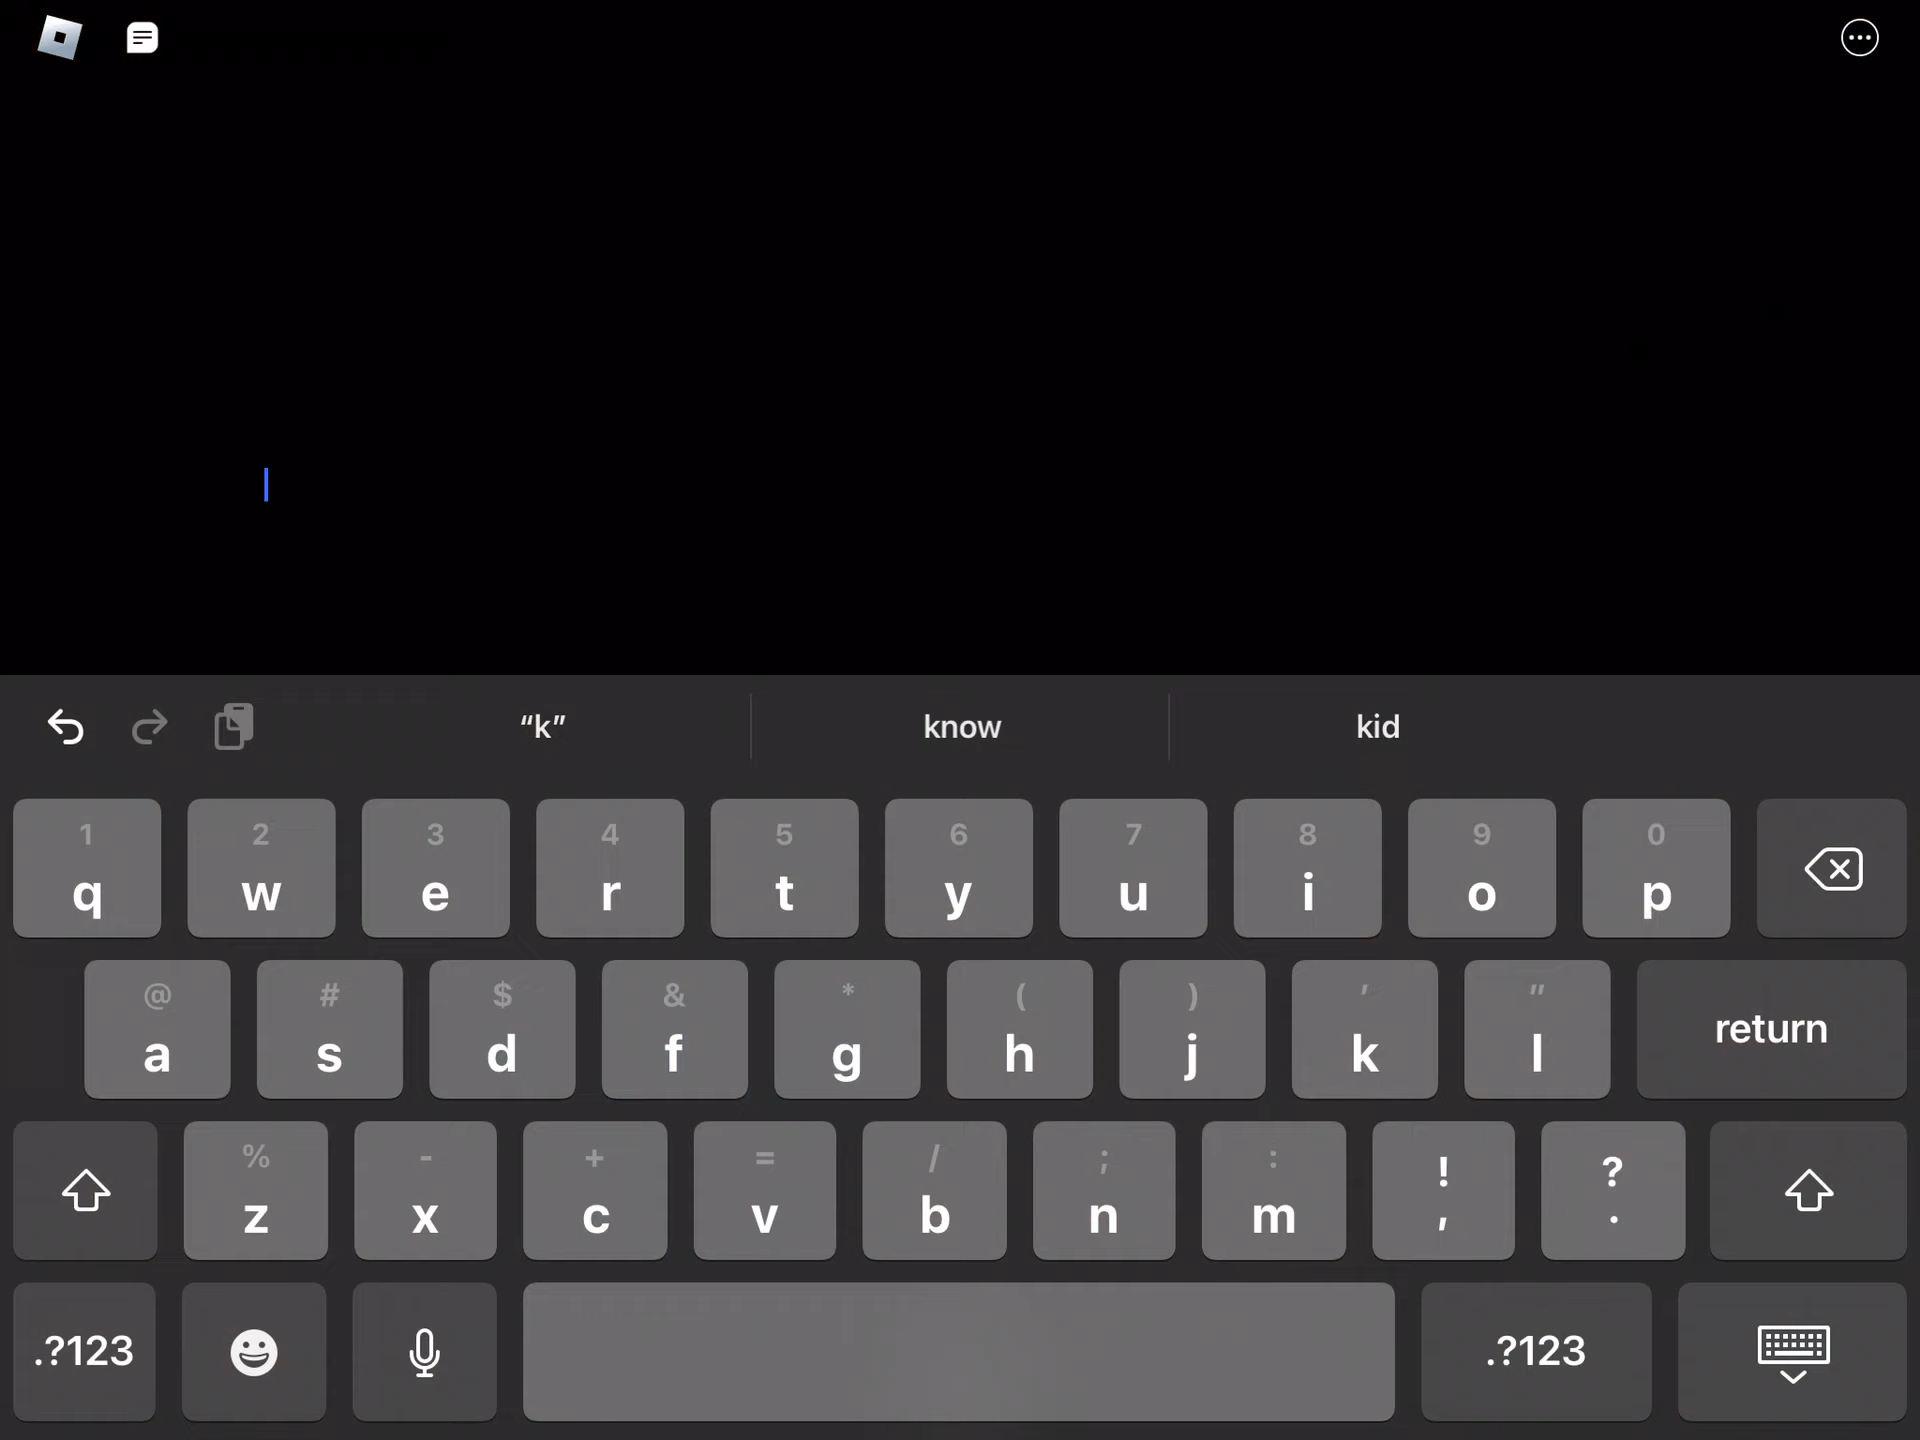 “k” know kid
1 2 3 4 5 6 7 8 9 0
q w e r t y u i o p
@ # $ & * ( ) ' "
a s d f g h j k l return
% - + = / ; : ! ?
z x c v b n m , .
.?123 .?123